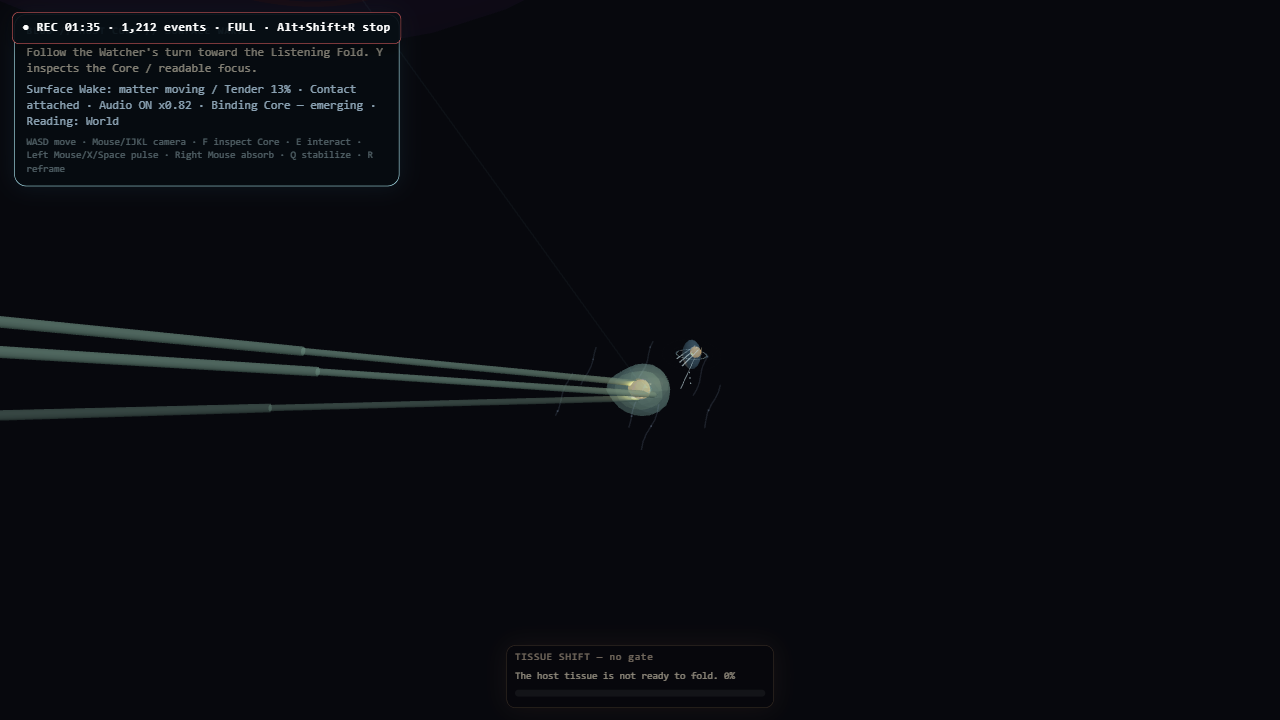 ● REC 01:35 · 1,212 events · FULL · Alt+Shift+R stop
Follow the Watcher's turn toward the Listening Fold. Y
inspects the Core / readable focus.
Surface Wake: matter moving / Tender 13% · Contact
attached · Audio ON x0.82 · Binding Core — emerging ·
Reading: World
WASD move · Mouse/IJKL camera · F inspect Core · E interact ·
Left Mouse/X/Space pulse · Right Mouse absorb · Q stabilize · R
reframe
TISSUE SHIFT — no gate
The host tissue is not ready to fold. 0%